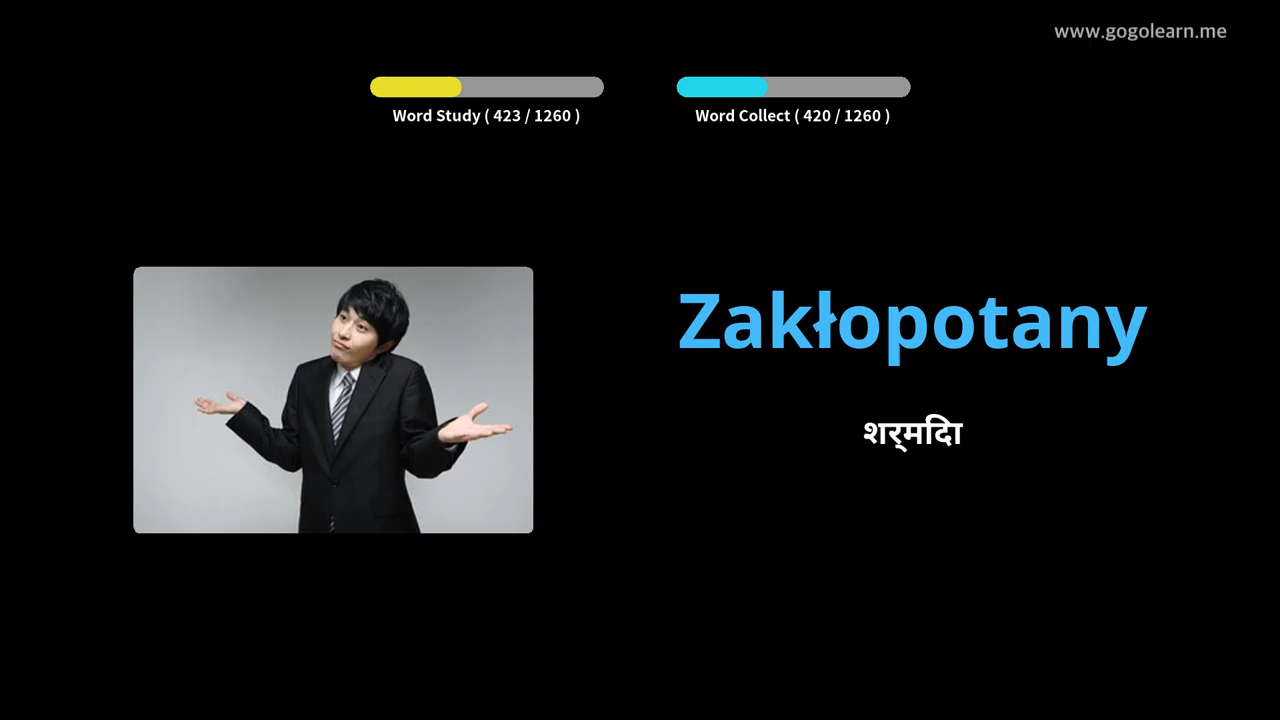 www.gogolearn.me
Word Study ( 423 / 1260 )
Word Collect ( 420 / 1260 )
Zakłopotany
शर्मिंदा